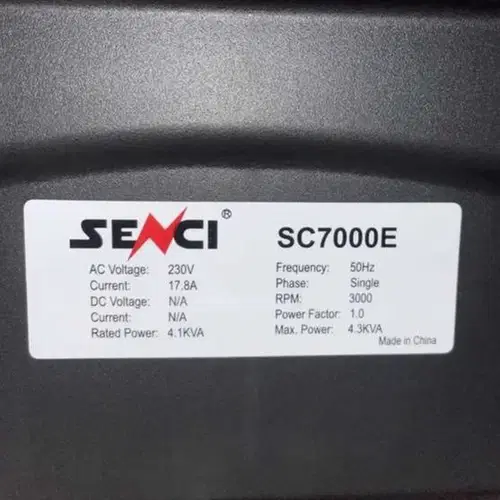 SENCI® SC7000E
AC Voltage: 230V Frequency: 50Hz
Current: 17.8A Phase: Single
DC Voltage: N/A RPM: 3000
Current: N/A Power Factor: 1.0
Rated Power: 4.1KVA Max. Power: 4.3KVA
Made in China